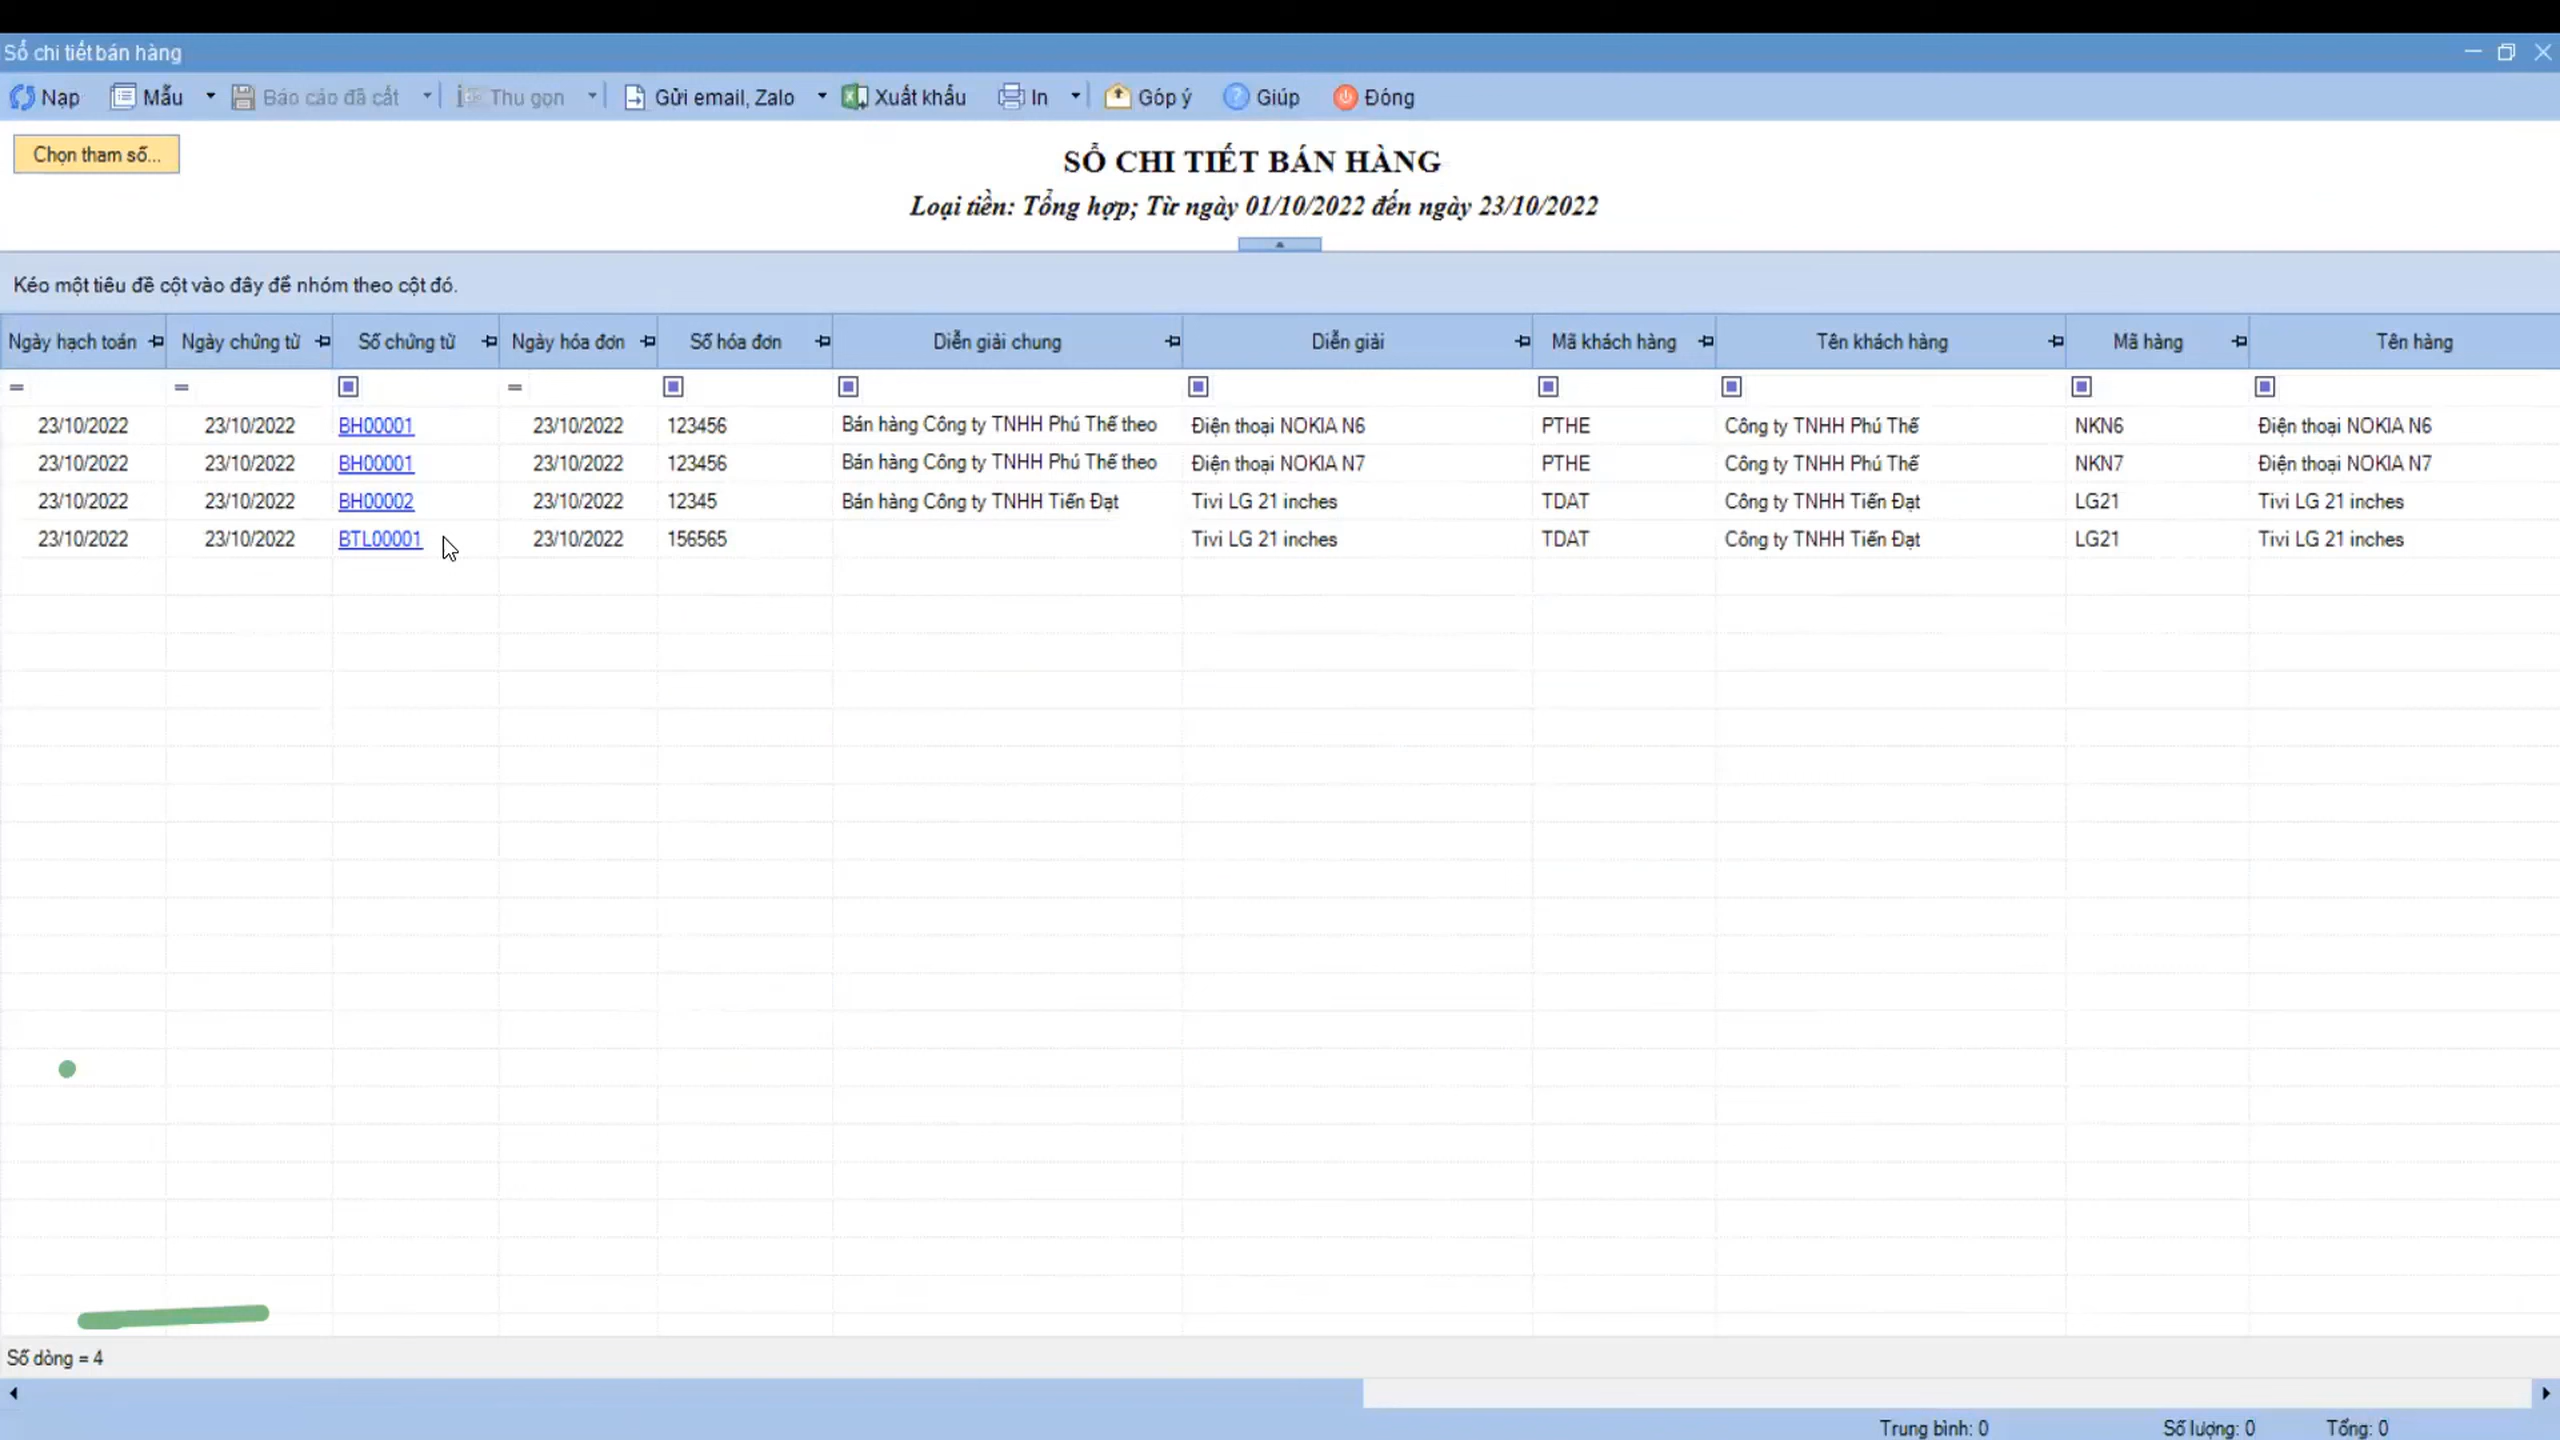 Sổ chi tiết bán hàng
Nạp Mẫu Báo cáo đã cất Thu gọn Gửi email, Zalo Xuất khẩu In Góp ý Giúp Đóng
Chọn tham số...
SỔ CHI TIẾT BÁN HÀNG
Loại tiền: Tổng hợp; Từ ngày 01/10/2022 đến ngày 23/10/2022
Kéo một tiêu đề cột vào đây để nhóm theo cột đó.
Ngày hạch toán Ngày chứng từ Số chứng từ Ngày hóa đơn Số hóa đơn Diễn giải chung Diễn giải Mã khách hàng Tên khách hàng Mã hàng Tên hàng
= = =
23/10/2022 23/10/2022 BH00001 23/10/2022 123456 Bán hàng Công ty TNHH Phú Thế theo Điện thoại NOKIA N6 PTHE Công ty TNHH Phú Thế NKN6 Điện thoại NOKIA N6
23/10/2022 23/10/2022 BH00001 23/10/2022 123456 Bán hàng Công ty TNHH Phú Thế theo Điện thoại NOKIA N7 PTHE Công ty TNHH Phú Thế NKN7 Điện thoại NOKIA N7
23/10/2022 23/10/2022 BH00002 23/10/2022 12345 Bán hàng Công ty TNHH Tiến Đạt Tivi LG 21 inches TDAT Công ty TNHH Tiến Đạt LG21 Tivi LG 21 inches
23/10/2022 23/10/2022 BTL00001 23/10/2022 156565 Tivi LG 21 inches TDAT Công ty TNHH Tiến Đạt LG21 Tivi LG 21 inches
Số dòng = 4
Trung bình: 0 Số lượng: 0 Tổng: 0